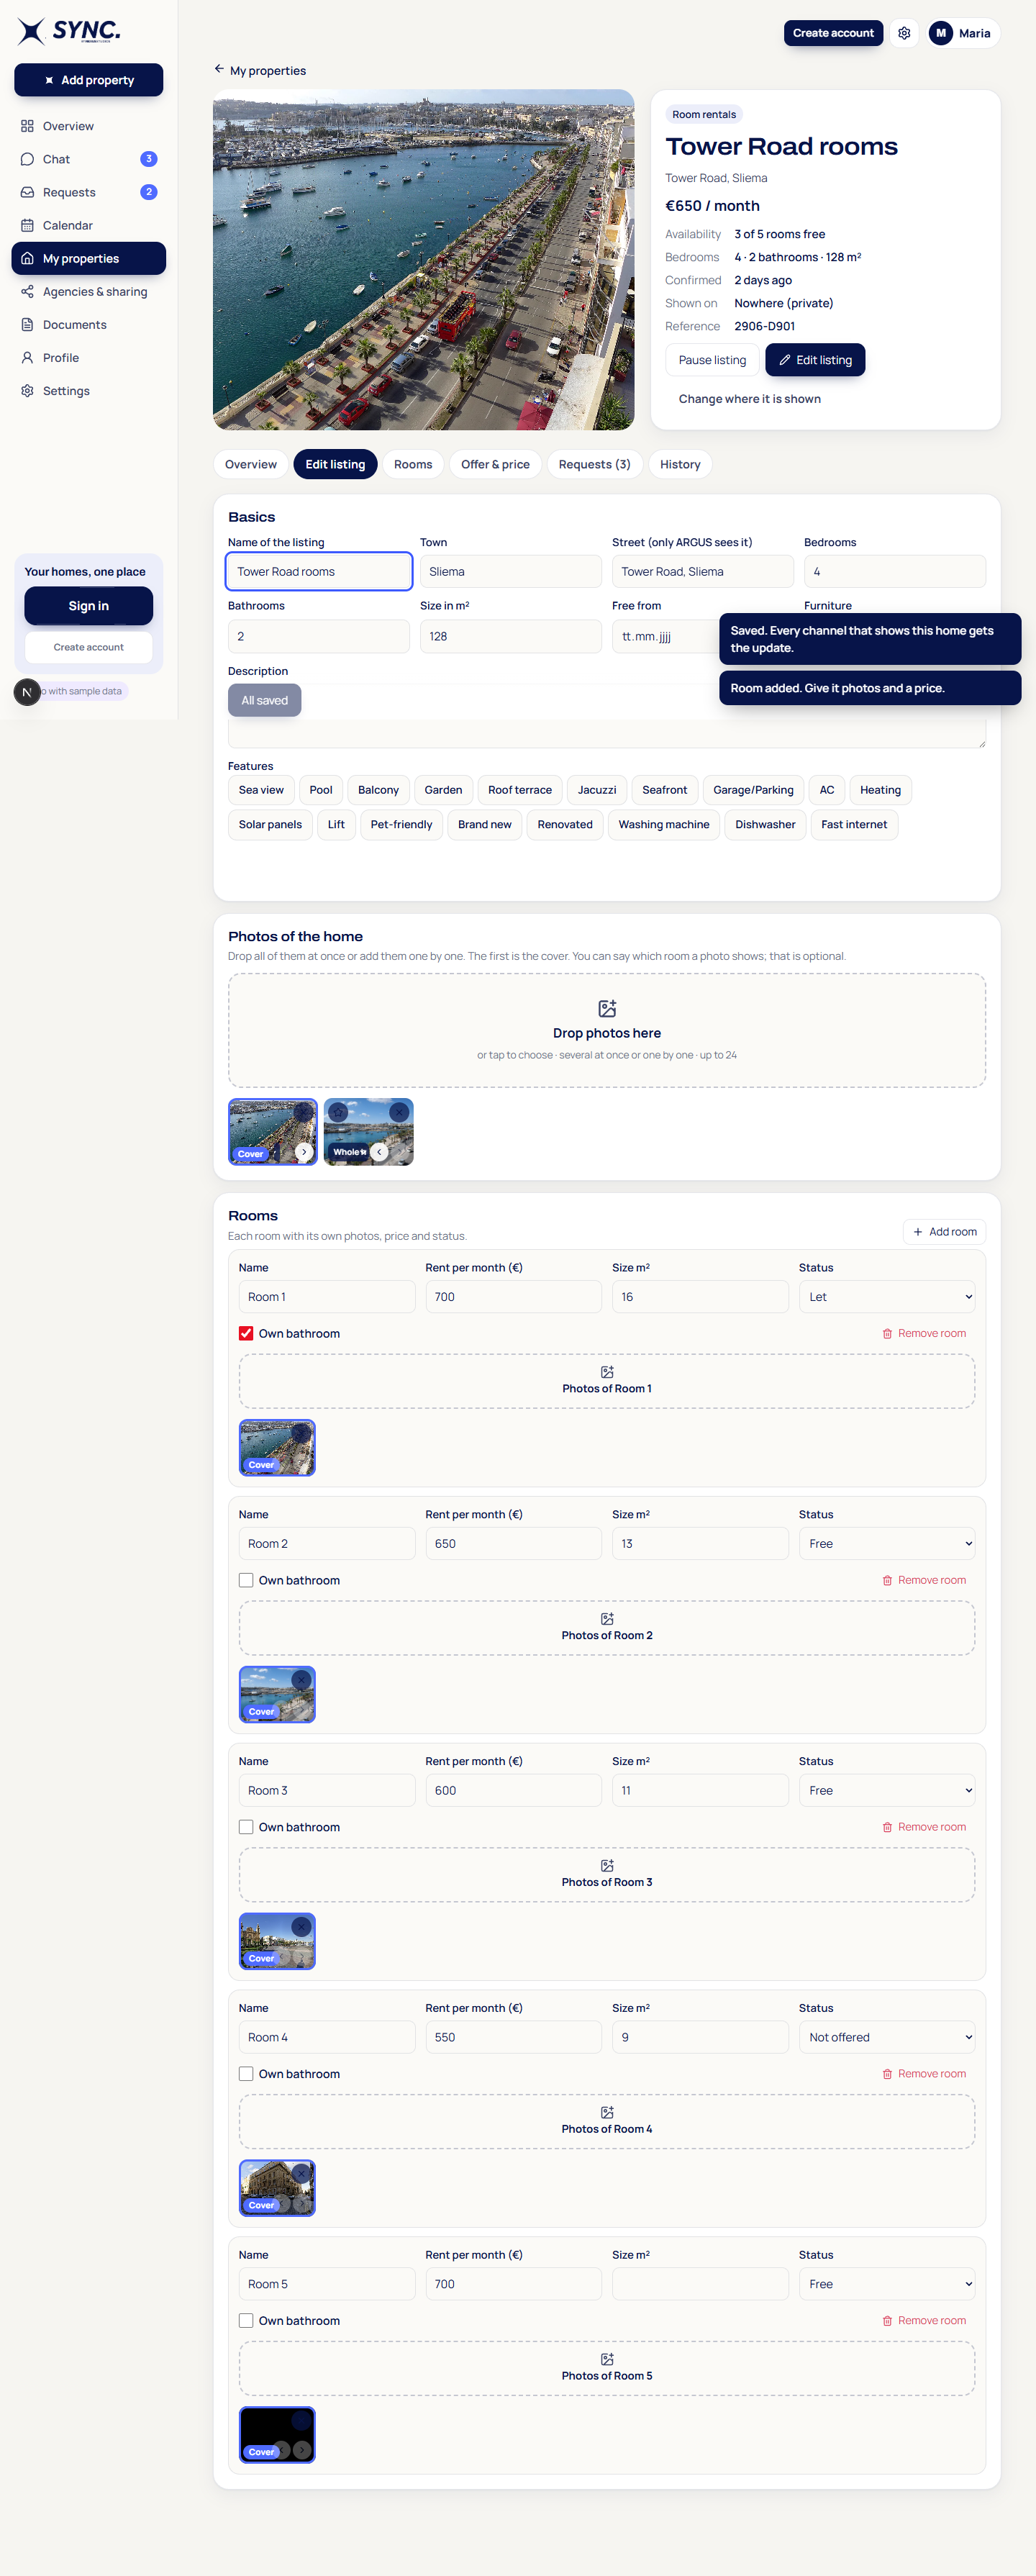 SYNC.
Add property
Overview
Chat 3
Requests 2
Calendar
My properties
Agencies & sharing
Documents
Profile
Settings
Your homes, one place
Sign in
Create account
N
o with sample data
Create account
M Maria
My properties
Room rentals
Tower Road rooms
Tower Road, Sliema
€650 / month
Availability 3 of 5 rooms free
Bedrooms 4 · 2 bathrooms · 128 m²
Confirmed 2 days ago
Shown on Nowhere (private)
Reference 2906-D901
Pause listing Edit listing
Change where it is shown
Overview Edit listing Rooms Offer & price Requests (3) History
Basics
Name of the listing Town Street (only ARGUS sees it) Bedrooms
Tower Road rooms Sliema Tower Road, Sliema 4
Bathrooms Size in m² Free from Furniture
2 128 tt.mm.jjjj
Saved. Every channel that shows this home gets
the update.
Room added. Give it photos and a price.
Description
All saved
Features
Sea view Pool Balcony Garden Roof terrace Jacuzzi Seafront Garage/Parking AC Heating
Solar panels Lift Pet-friendly Brand new Renovated Washing machine Dishwasher Fast internet
Photos of the home
Drop all of them at once or add them one by one. The first is the cover. You can say which room a photo shows; that is optional.
Drop photos here
or tap to choose · several at once or one by one · up to 24
Cover Whole
Rooms
Each room with its own photos, price and status.
Add room
Name Rent per month (€) Size m² Status
Room 1 700 16 Let
Own bathroom Remove room
Photos of Room 1
Cover
Name Rent per month (€) Size m² Status
Room 2 650 13 Free
Own bathroom Remove room
Photos of Room 2
Cover
Name Rent per month (€) Size m² Status
Room 3 600 11 Free
Own bathroom Remove room
Photos of Room 3
Cover
Name Rent per month (€) Size m² Status
Room 4 550 9 Not offered
Own bathroom Remove room
Photos of Room 4
Cover
Name Rent per month (€) Size m² Status
Room 5 700 Free
Own bathroom Remove room
Photos of Room 5
Cover